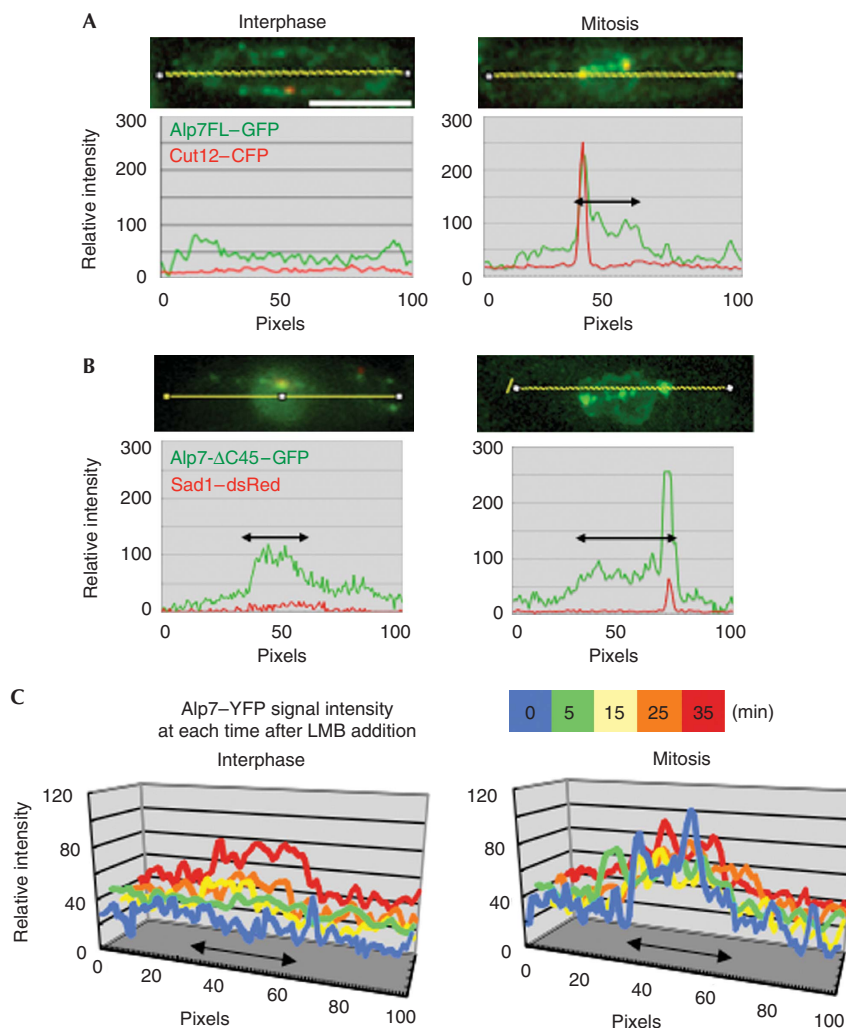 A
Interphase
Mitosis
300
200
100
0
Relative intensity
Alp7FL–GFP
Cut12–CFP
0 50 100
Pixels
300
200
100
0
0 50 100
Pixels
B
300
200
100
0
Relative intensity
Alp7-ΔC45–GFP
Sad1–dsRed
0 50 100
Pixels
300
200
100
0
0 50 100
Pixels
C
Alp7–YFP signal intensity
at each time after LMB addition
0 5 15 25 35 (min)
Interphase
Mitosis
120
80
40
0
Relative intensity
0 20 40 60 80 100
Pixels
120
80
40
0
0 20 40 60 80 100
Pixels